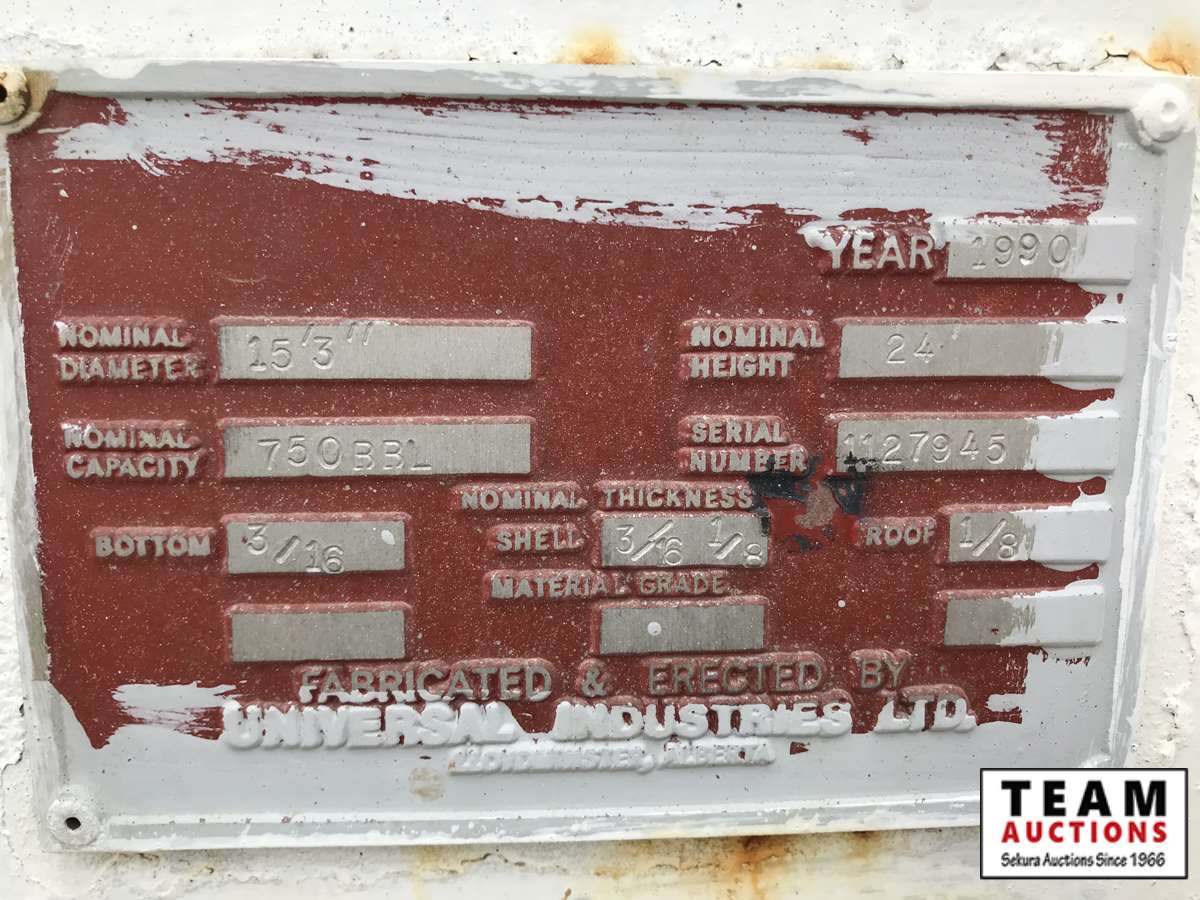 YEAR 1990
NOMINAL DIAMETER 15'3" NOMINAL HEIGHT 24'
NOMINAL CAPACITY 750BBL SERIAL NUMBER 1127945
NOMINAL THICKNESS
BOTTOM 3/16 SHELL 3/16 1/8 ROOF 1/8
MATERIAL GRADE
FABRICATED & ERECTED BY
UNIVERSAL INDUSTRIES LTD.
LLOYDMINSTER, ALBERTA
TEAM
AUCTIONS
Sekura Auctions Since 1966